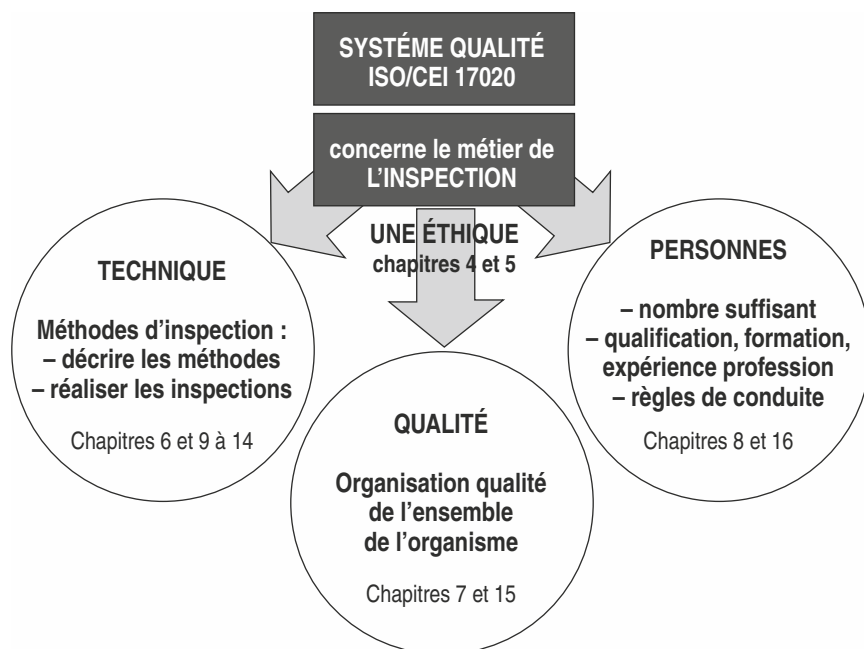 SYSTÉME QUALITÉ
ISO/CEI 17020
concerne le métier de
L'INSPECTION
UNE ÉTHIQUE
chapitres 4 et 5
TECHNIQUE
Méthodes d'inspection :
– décrire les méthodes
– réaliser les inspections
Chapitres 6 et 9 à 14
QUALITÉ
Organisation qualité
de l'ensemble
de l'organisme
Chapitres 7 et 15
PERSONNES
– nombre suffisant
– qualification, formation,
expérience profession
– règles de conduite
Chapitres 8 et 16